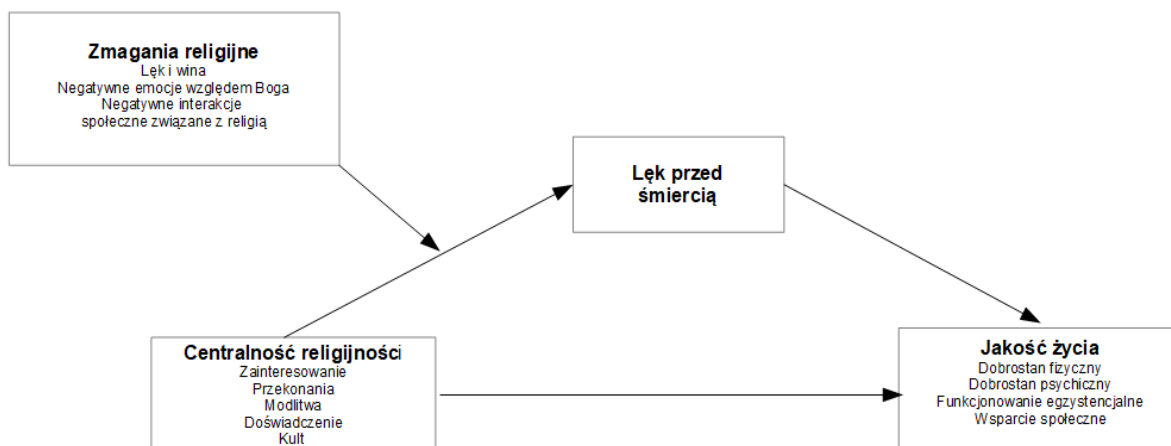 Zmagania religijne
Lęk i wina
Negatywne emocje względem Boga
Negatywne interakcje
społeczne związane z religią
Lęk przed
śmiercią
Centralność religijności
Zainteresowanie
Przekonania
Modlitwa
Doświadczenie
Kult
Jakość życia
Dobrostan fizyczny
Dobrostan psychiczny
Funkcjonowanie egzystencjalne
Wsparcie społeczne